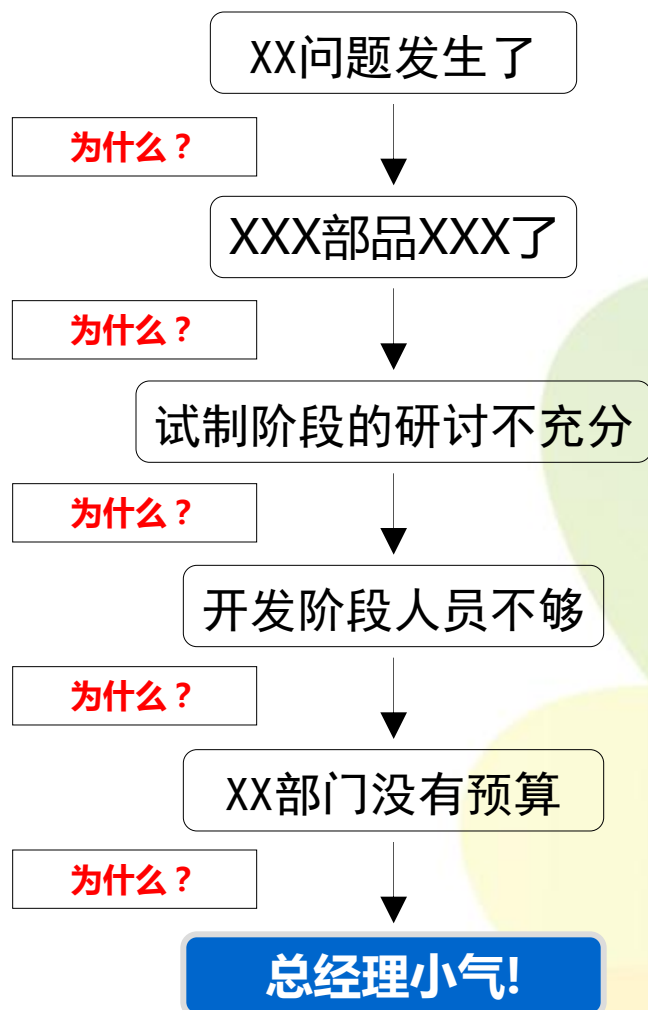 XX问题发生了
为什么？
XXX部品XXX了
为什么？
试制阶段的研讨不充分
为什么？
开发阶段人员不够
为什么？
XX部门没有预算
为什么？
总经理小气!